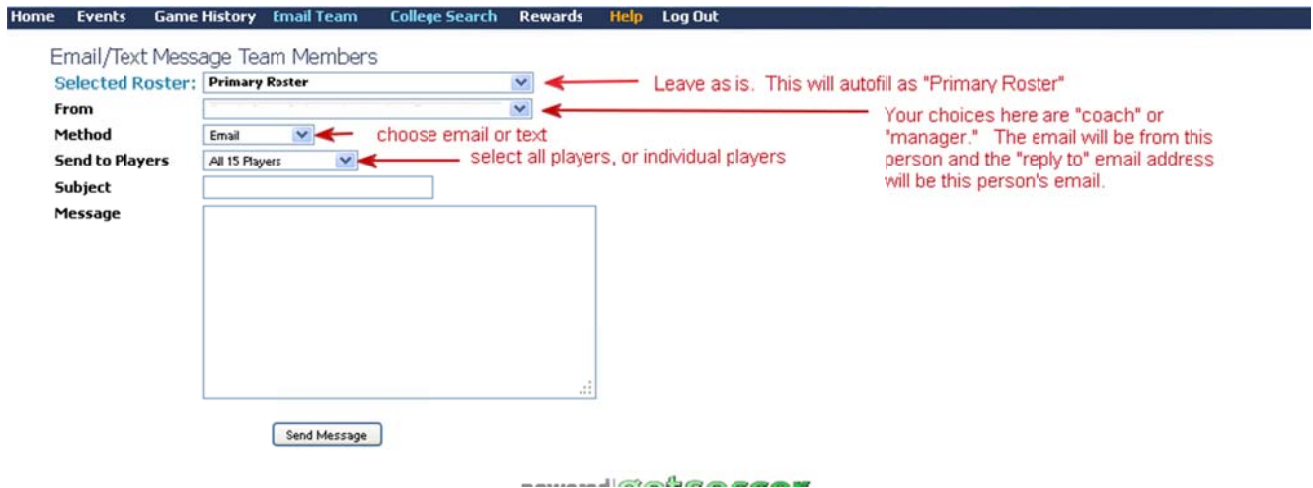 Home Events Game History Email Team College Search Rewards Help Log Out
Email/Text Message Team Members
Selected Roster: Primary Roster
Leave as is. This will autofill as "Primary Roster"
From
Your choices here are "coach" or
"manager." The email will be from this
person and the "reply to" email address
will be this person's email.
Method Email
choose email or text
Send to Players All 15 Players
select all players, or individual players
Subject
Message
Send Message
powered gotsoccer